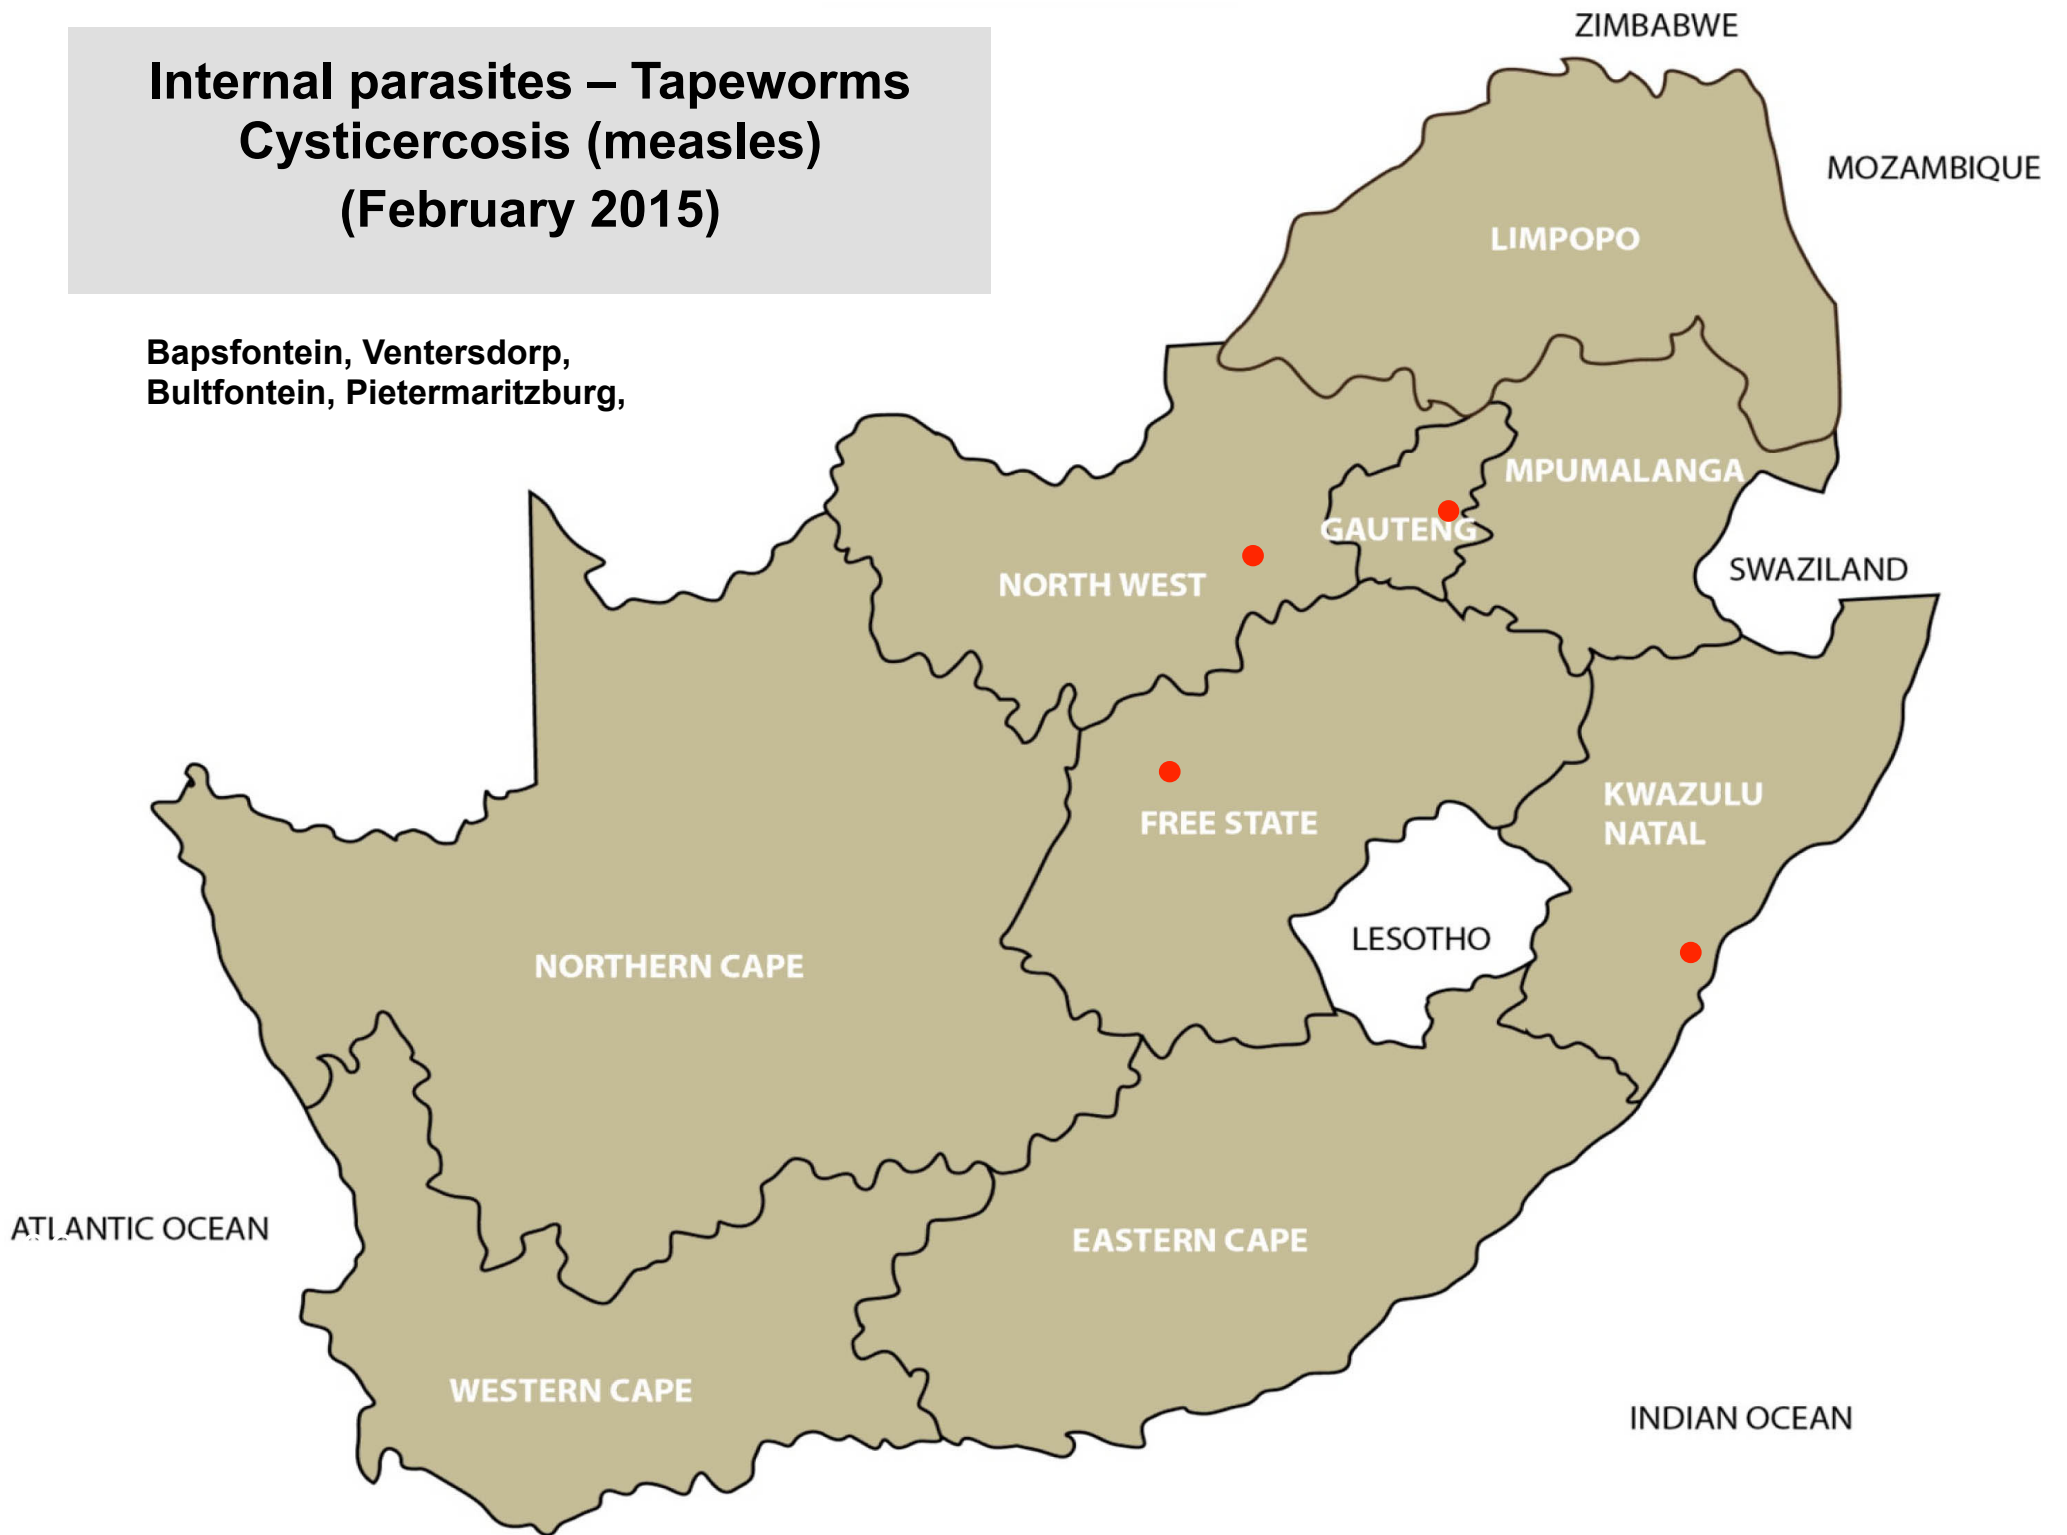 Internal parasites – Tapeworms
Cysticercosis (measles)
(February 2015)
Bapsfontein, Ventersdorp,
Bultfontein, Pietermaritzburg,
ZIMBABWE
MOZAMBIQUE
LIMPOPO
MPUMALANGA
GAUTENG
NORTH WEST
SWAZILAND
KWAZULU
NATAL
FREE STATE
LESOTHO
NORTHERN CAPE
ATLANTIC OCEAN
EASTERN CAPE
WESTERN CAPE
INDIAN OCEAN